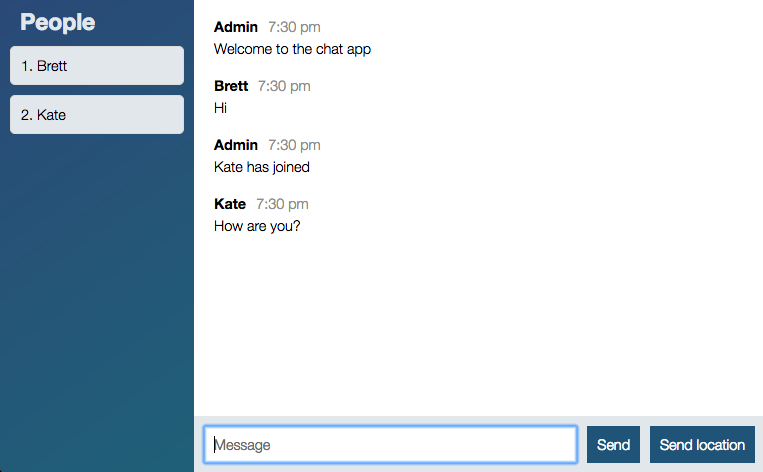 People
1. Brett
2. Kate
Admin 7:30 pm
Welcome to the chat app
Brett 7:30 pm
Hi
Admin 7:30 pm
Kate has joined
Kate 7:30 pm
How are you?
Message
Send
Send location